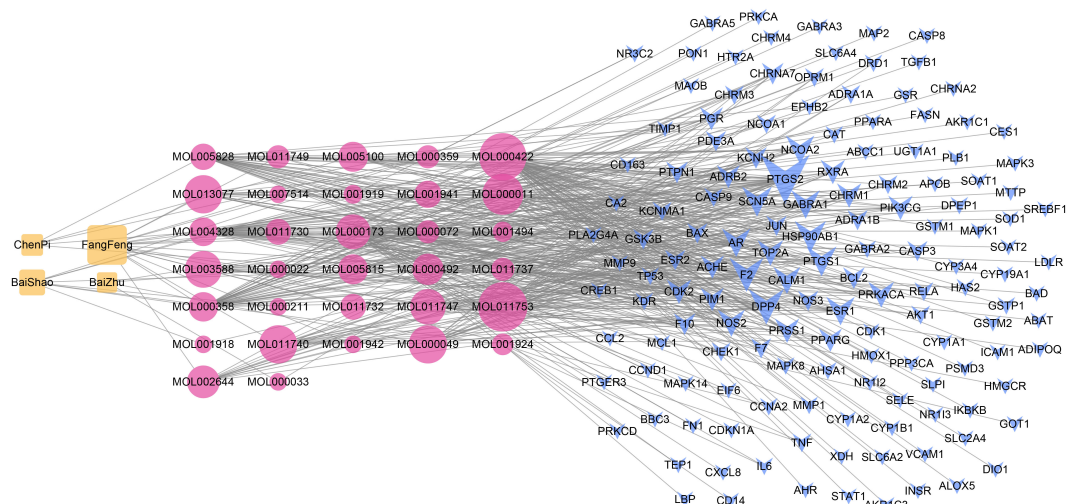 ChenPi
FangFeng
BaiShao
BaiZhu
MOL005828
MOL011749
MOL005100
MOL000359
MOL000422
MOL013077
MOL007514
MOL001919
MOL001941
MOL000011
MOL004328
MOL011730
MOL000173
MOL000072
MOL001494
MOL003588
MOL000022
MOL005815
MOL000492
MOL011737
MOL000358
MOL000211
MOL011732
MOL011747
MOL011753
MOL001918
MOL011740
MOL001942
MOL000049
MOL001924
MOL002644
MOL000033
GABRA5
PRKCA
GABRA3
CHRM4
MAP2
CASP8
NR3C2
PON1
HTR2A
SLC6A4
DRD1
TGFB1
CHRNA7
OPRM1
MAOB
CHRM3
ADRA1A
GSR
CHRNA2
EPHB2
PGR
NCOA1
PPARA
FASN
AKR1C1
TIMP1
PDE3A
CAT
CES1
NCOA2
CD163
PTPN1
KCNH2
ABCC1
UGT1A1
PLB1
MAPK3
ADRB2
PTGS2
RXRA
CHRM2
APOB
SOAT1
MTTP
CA2
KCNMA1
CASP9
SCN5A
GABRA1
CHRM1
PIK3CG
DPEP1
SREBF1
ADRA1B
SOD1
PLA2G4A
GSK3B
BAX
JUN
HSP90AB1
GSTM1
MAPK1
AR
GABRA2
CASP3
SOAT2
MMP9
ESR2
ACHE
TOP2A
PTGS1
CYP3A4
LDLR
TP53
F2
CALM1
BCL2
CYP19A1
CREB1
KDR
CDK2
PIM1
DPP4
NOS3
PRKACA
RELA
HAS2
BAD
ESR1
AKT1
GSTP1
F10
NOS2
PRSS1
CDK1
GSTM2
ABAT
CCL2
MCL1
CHEK1
F7
PPARG
CYP1A1
ICAM1
ADIPOQ
HMOX1
PPP3CA
CCND1
MAPK8
AHSA1
PSMD3
PTGER3
MAPK14
EIF6
NR1I2
SLPI
HMGCR
SELE
CCNA2
MMP1
NR1I3
IKBKB
PRKCD
BBC3
FN1
CDKN1A
CYP1A2
CYP1B1
GOT1
TNF
SLC2A4
TEP1
CXCL8
IL6
XDH
SLC6A2
VCAM1
DIO1
LBP
CD14
AHR
STAT1
INSR
ALOX5
AKR1C3